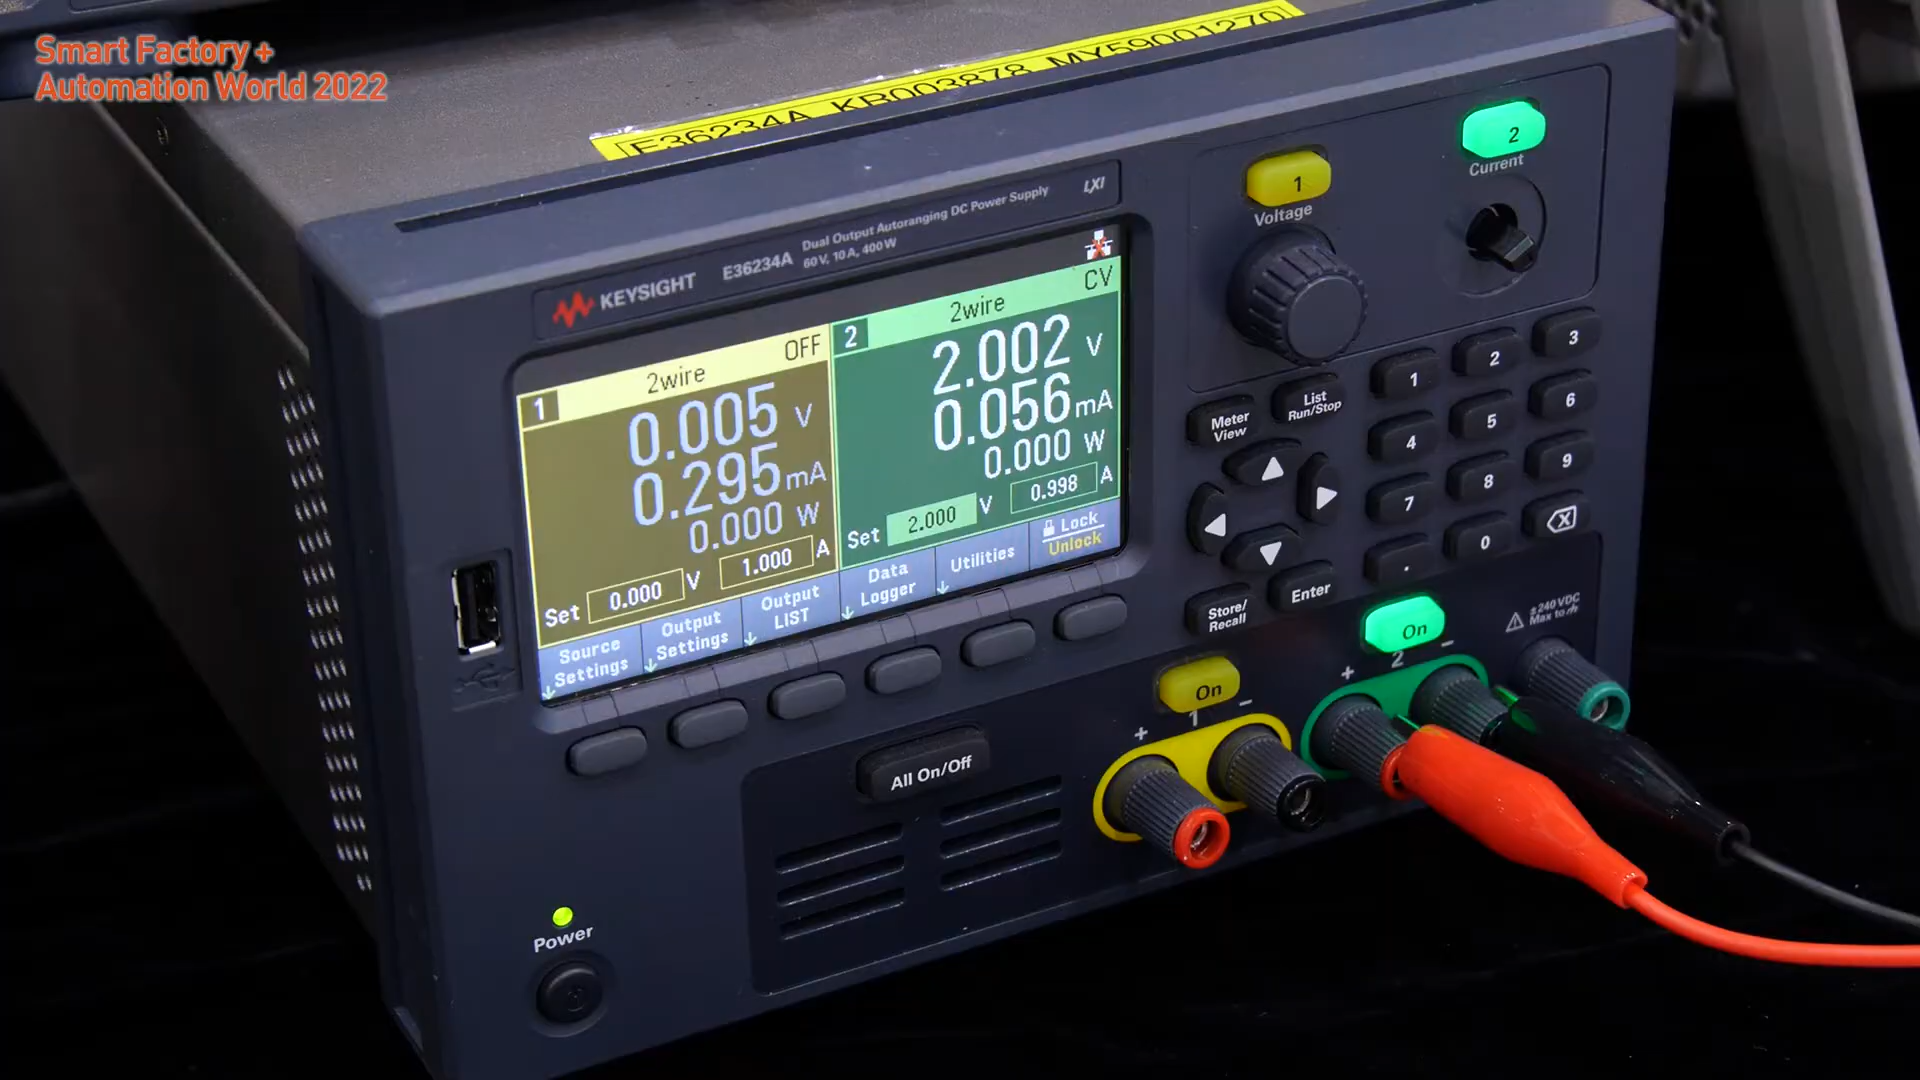 Smart Factory +
Automation World 2022
E36234A KB003878 MY59001270
KEYSIGHT
E36234A
Dual Output Autoranging DC Power Supply
60 V, 10 A, 400 W
LXI
1
OFF
2wire
0.005 V
0.295 mA
0.000 W
Set 0.000 V 1.000 A
2
CV
2wire
2.002 V
0.056 mA
0.000 W
Set 2.000 V 0.998 A
Source
Settings
Output
Settings
Output
LIST
Data
Logger
Utilities
Lock
Unlock
1
Voltage
2
Current
Meter
View
List
Run/Stop
1 2 3
4 5 6
7 8 9
. 0
Store/
Recall
Enter
All On/Off
On
+ 1 −
On
+ 2 −
±240 VDC
Max to
Power